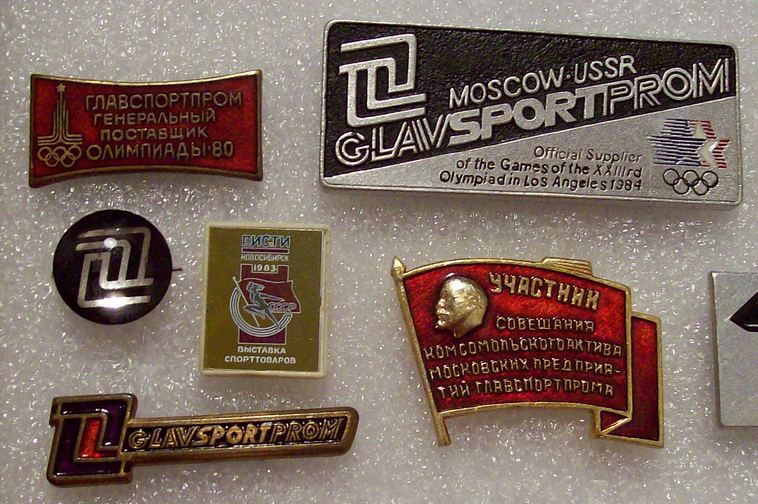 ГЛАВСПОРТПРОМ
ГЕНЕРАЛЬНЫЙ
ПОСТАВЩИК
ОЛИМПИАДЫ·80
MOSCOW·USSR
GLAVSPORTPROM
Official Supplier
of the Games of the XXIIIrd
Olympiad in Los Angeles 1984
ВИСТИ
НОВОСИБИРСК
1983
СССР
ВЫСТАВКА
СПОРТТОВАРОВ
УЧАСТНИК
СОВЕЩАНИЯ
КОМСОМОЛЬСКОГО АКТИВА
МОСКОВСКИХ ПРЕДПРИЯ-
ТИЙ ГЛАВСПОРТПРОМА
GLAVSPORTPROM